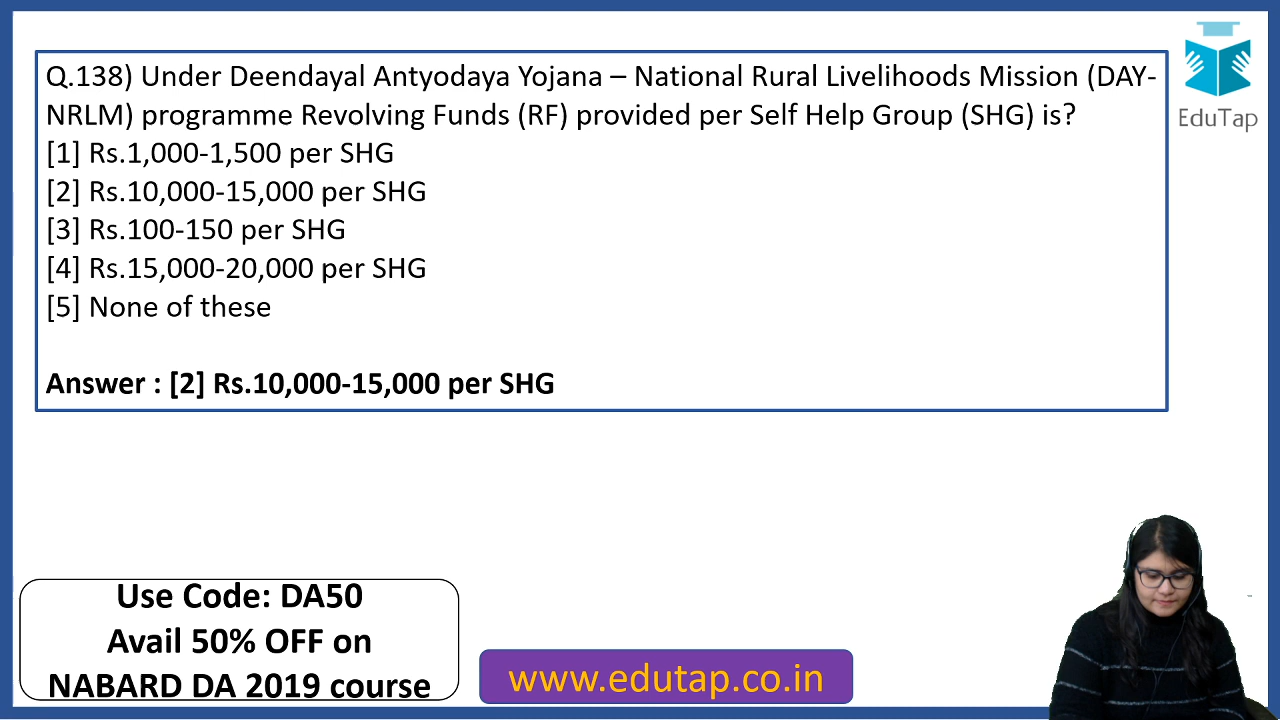 Q.138) Under Deendayal Antyodaya Yojana – National Rural Livelihoods Mission (DAY-
NRLM) programme Revolving Funds (RF) provided per Self Help Group (SHG) is?
[1] Rs.1,000-1,500 per SHG
[2] Rs.10,000-15,000 per SHG
[3] Rs.100-150 per SHG
[4] Rs.15,000-20,000 per SHG
[5] None of these
Answer : [2] Rs.10,000-15,000 per SHG
EduTap
Use Code: DA50
Avail 50% OFF on
NABARD DA 2019 course
www.edutap.co.in